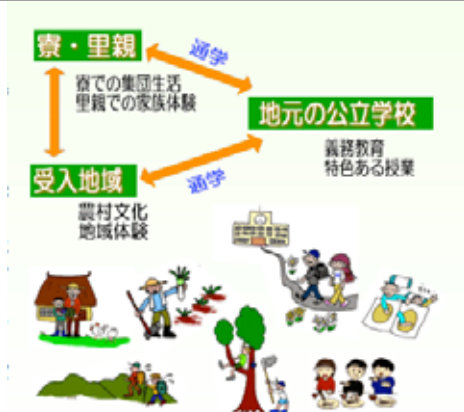 寮・里親
通学
寮での集団生活
里親での家族体験
地元の公立学校
義務教育
特色ある授業
受入地域
通学
農村文化
地域体験